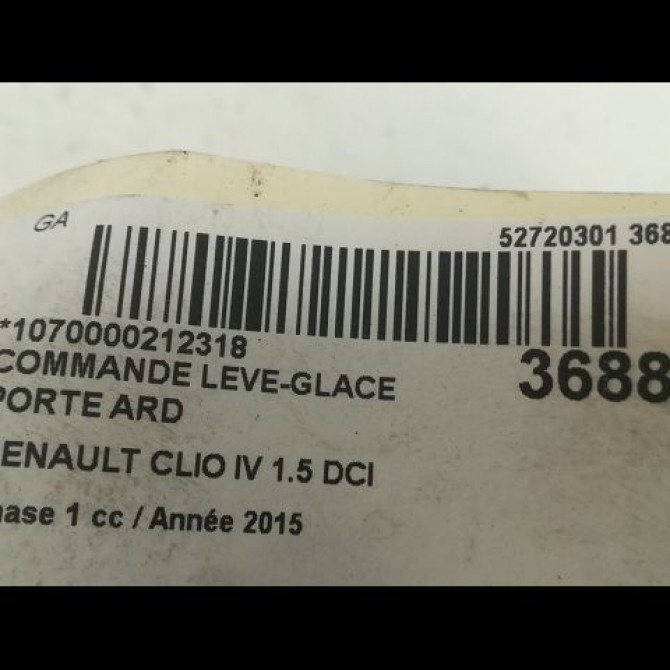 GA
52720301 368
*1070000212318
3688
COMMANDE LEVE-GLACE
PORTE ARD
ENAULT CLIO IV 1.5 DCI
hase 1 cc / Année 2015